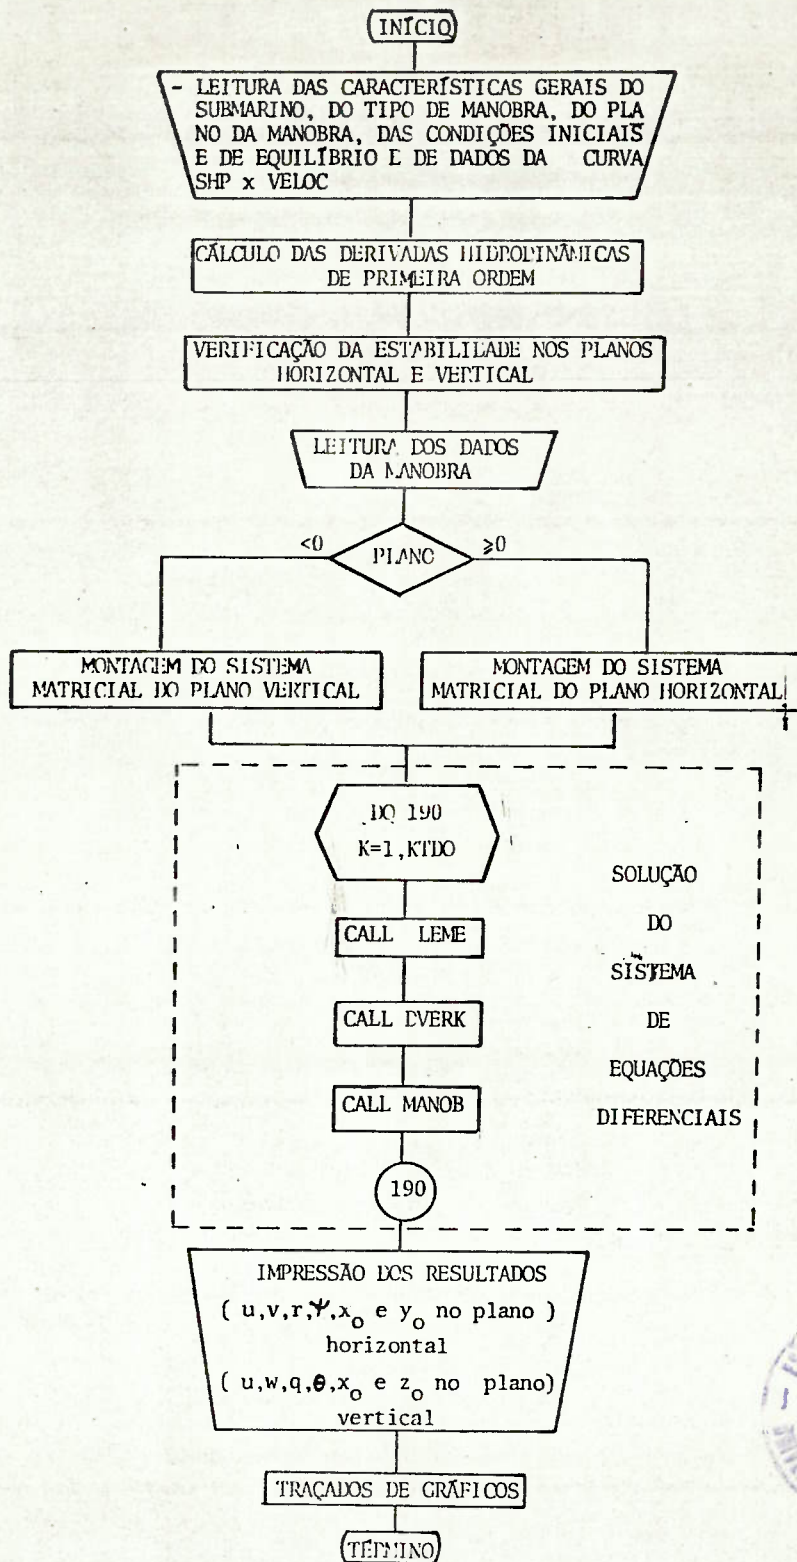 INÍCIO
- LEITURA DAS CARACTERÍSTICAS GERAIS DO
SUBMARINO, DO TIPO DE MANOBRA, DO PLA
NO DA MANOBRA, DAS CONDIÇÕES INICIAIS
E DE EQUILÍBRIO E DE DADOS DA CURVA
SHP x VELOC
CÁLCULO DAS DERIVADAS HIDRODINÂMICAS
DE PRIMEIRA ORDEM
VERIFICAÇÃO DA ESTABILILADE NOS PLANOS
HORIZONTAL E VERTICAL
LEITURA DOS DADOS
DA MANOBRA
<0
PLANO
≥0
MONTAGEM DO SISTEMA
MATRICIAL DO PLANO VERTICAL
MONTAGEM DO SISTEMA
MATRICIAL DO PLANO HORIZONTAL
DO 190
K=1,KTDO
CALL LEME
CALL DVERK
CALL MANOB
190
SOLUÇÃO
DO
SISTEMA
DE
EQUAÇÕES
DIFERENCIAIS
IMPRESSÃO DOS RESULTADOS
( u,v,r,Ψ,x₀ e y₀ no plano )
horizontal
( u,w,q,θ,x₀ e z₀ no plano)
vertical
TRAÇADOS DE GRÁFICOS
TÉRMINO